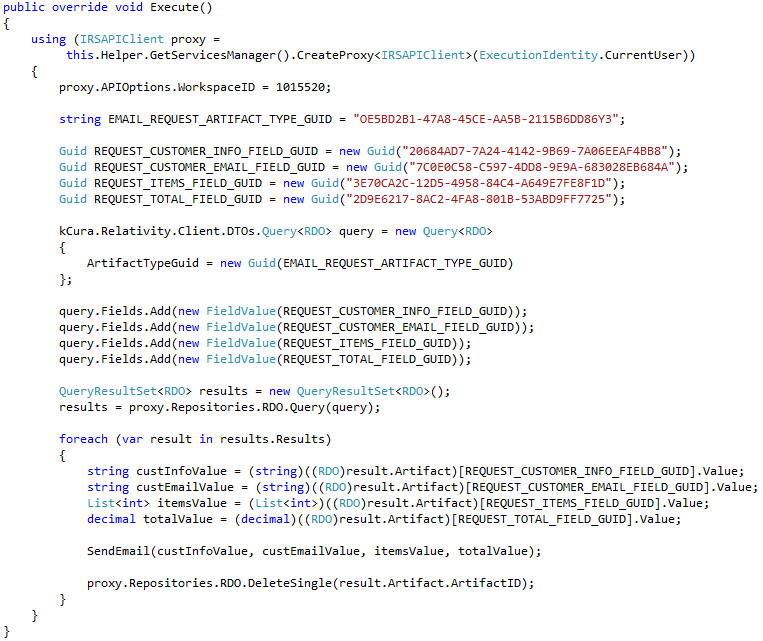 public override void Execute()
{
    using (IRSAPIClient proxy =
         this.Helper.GetServicesManager().CreateProxy<IRSAPIClient>(ExecutionIdentity.CurrentUser))
    {
        proxy.APIOptions.WorkspaceID = 1015520;

        string EMAIL_REQUEST_ARTIFACT_TYPE_GUID = "OE5BD2B1-47A8-45CE-AA5B-2115B6DD86Y3";

        Guid REQUEST_CUSTOMER_INFO_FIELD_GUID = new Guid("20684AD7-7A24-4142-9B69-7A06EEAF4BB8");
        Guid REQUEST_CUSTOMER_EMAIL_FIELD_GUID = new Guid("7C0E0C58-C597-4DD8-9E9A-683028EB684A");
        Guid REQUEST_ITEMS_FIELD_GUID = new Guid("3E70CA2C-12D5-4958-84C4-A649E7FE8F1D");
        Guid REQUEST_TOTAL_FIELD_GUID = new Guid("2D9E6217-8AC2-4FA8-801B-53ABD9FF7725");

        kCura.Relativity.Client.DTOs.Query<RDO> query = new Query<RDO>
        {
            ArtifactTypeGuid = new Guid(EMAIL_REQUEST_ARTIFACT_TYPE_GUID)
        };

        query.Fields.Add(new FieldValue(REQUEST_CUSTOMER_INFO_FIELD_GUID));
        query.Fields.Add(new FieldValue(REQUEST_CUSTOMER_EMAIL_FIELD_GUID));
        query.Fields.Add(new FieldValue(REQUEST_ITEMS_FIELD_GUID));
        query.Fields.Add(new FieldValue(REQUEST_TOTAL_FIELD_GUID));

        QueryResultSet<RDO> results = new QueryResultSet<RDO>();
        results = proxy.Repositories.RDO.Query(query);

        foreach (var result in results.Results)
        {
            string custInfoValue = (string)((RDO)result.Artifact)[REQUEST_CUSTOMER_INFO_FIELD_GUID].Value;
            string custEmailValue = (string)((RDO)result.Artifact)[REQUEST_CUSTOMER_EMAIL_FIELD_GUID].Value;
            List<int> itemsValue = (List<int>)((RDO)result.Artifact)[REQUEST_ITEMS_FIELD_GUID].Value;
            decimal totalValue = (decimal)((RDO)result.Artifact)[REQUEST_TOTAL_FIELD_GUID].Value;

            SendEmail(custInfoValue, custEmailValue, itemsValue, totalValue);

            proxy.Repositories.RDO.DeleteSingle(result.Artifact.ArtifactID);
        }
    }
}